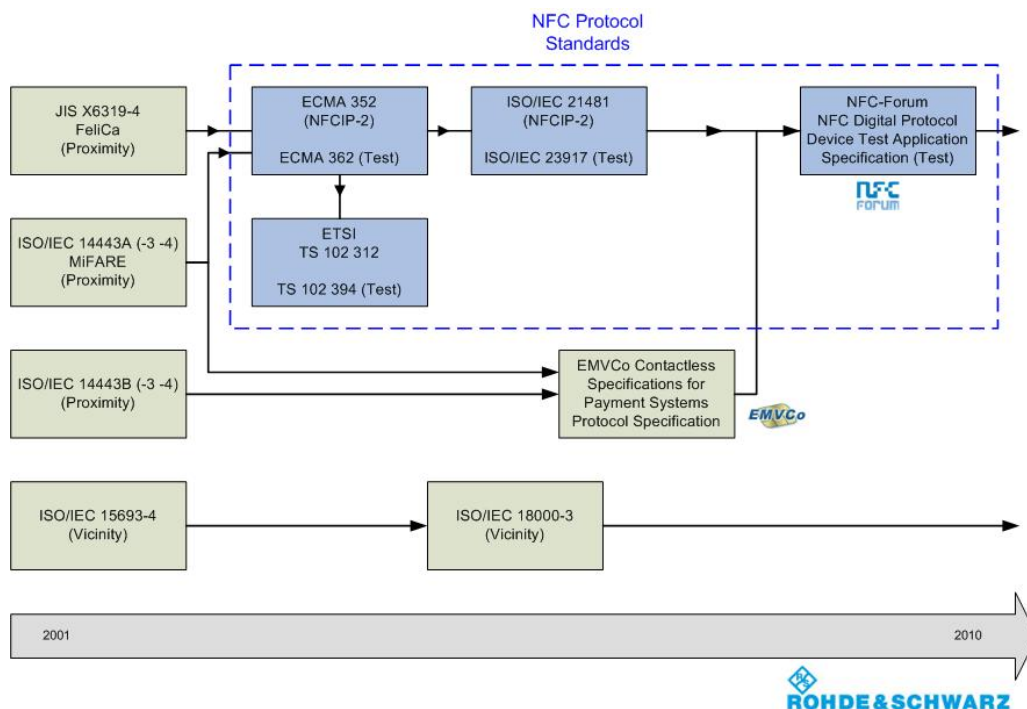 NFC Protocol
Standards
JIS X6319-4
FeliCa
(Proximity)
ECMA 352
(NFCIP-2)
ECMA 362 (Test)
ISO/IEC 21481
(NFCIP-2)
ISO/IEC 23917 (Test)
NFC-Forum
NFC Digital Protocol
Device Test Application
Specification (Test)
NFC
FORUM
ISO/IEC 14443A (-3 -4)
MiFARE
(Proximity)
ETSI
TS 102 312
TS 102 394 (Test)
ISO/IEC 14443B (-3 -4)
(Proximity)
EMVCo Contactless
Specifications for
Payment Systems
Protocol Specification
EMVCo
ISO/IEC 15693-4
(Vicinity)
ISO/IEC 18000-3
(Vicinity)
2001
2010
R&S
ROHDE&SCHWARZ